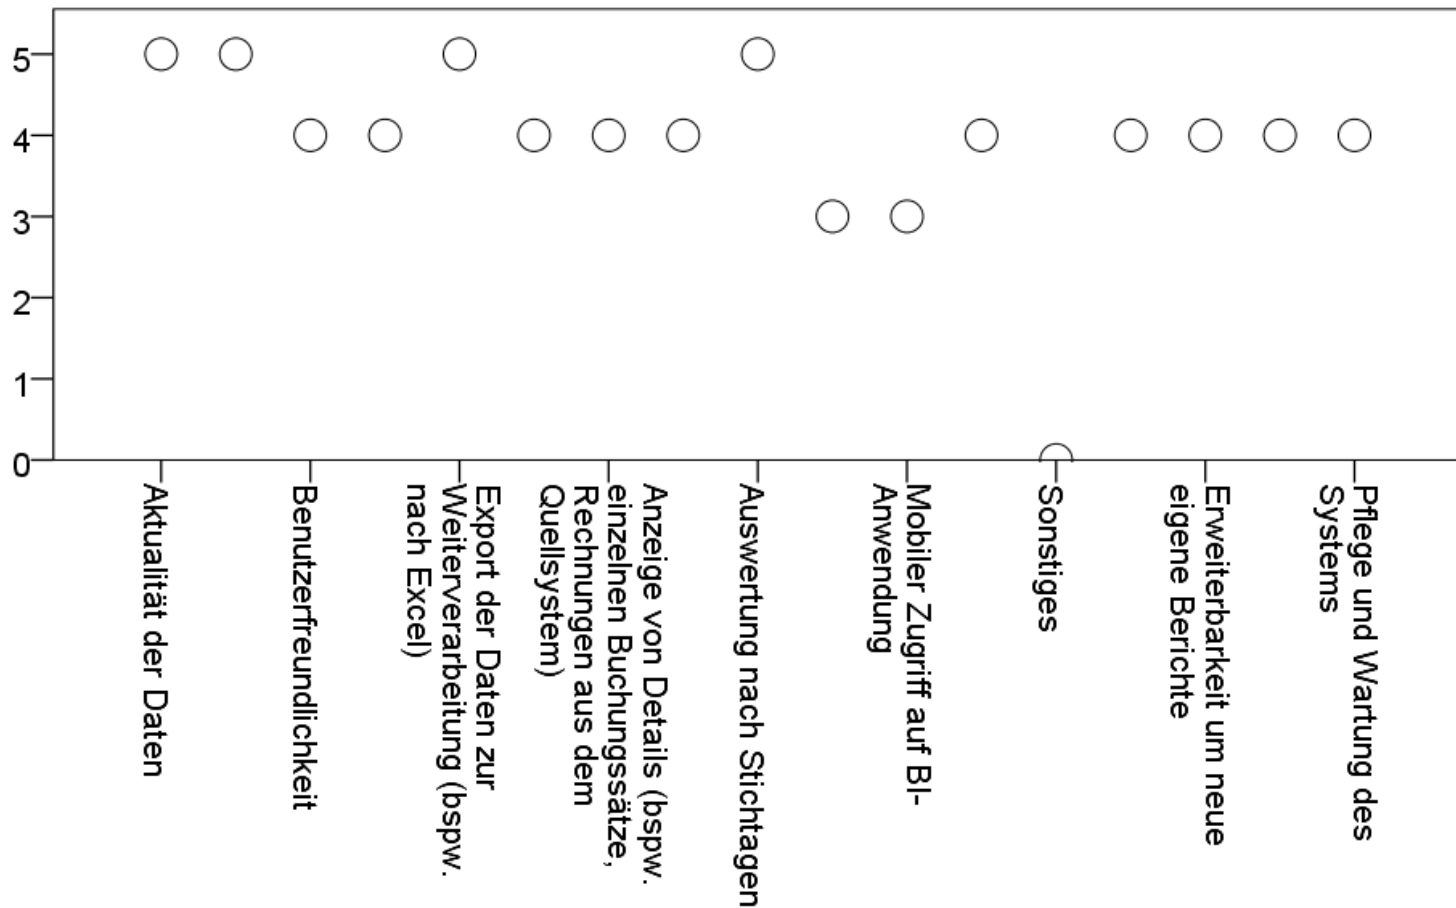 5
4
3
2
1
0
Aktualität der Daten
Benutzerfreundlichkeit
Export der Daten zur
Weiterverarbeitung (bspw.
nach Excel)
Anzeige von Details (bspw.
einzelnen Buchungssätze,
Rechnungen aus dem
Quellsystem)
Auswertung nach Stichtagen
Mobiler Zugriff auf BI-
Anwendung
Sonstiges
Erweiterbarkeit um neue
eigene Berichte
Pflege und Wartung des
Systems